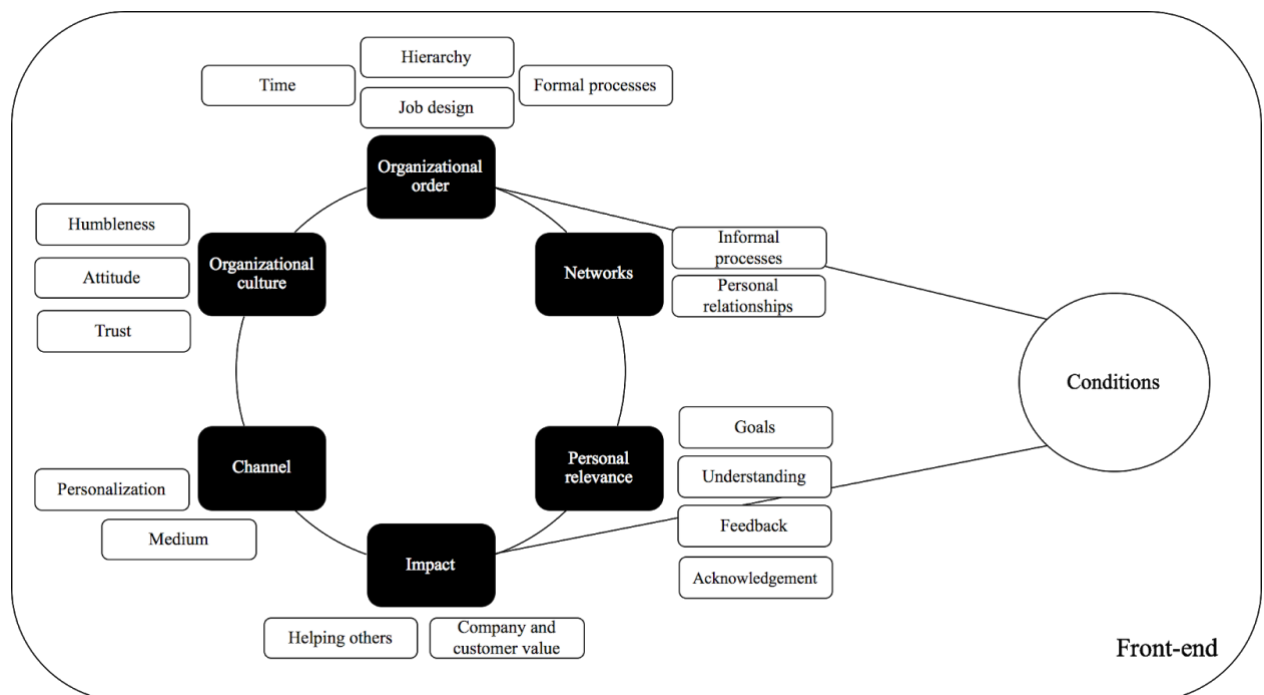 Hierarchy
Time
Formal processes
Job design
Organizational
order
Humbleness
Organizational
culture
Attitude
Trust
Networks
Informal
processes
Personal
relationships
Conditions
Channel
Personalization
Medium
Personal
relevance
Goals
Understanding
Feedback
Acknowledgement
Impact
Helping others
Company and
customer value
Front-end